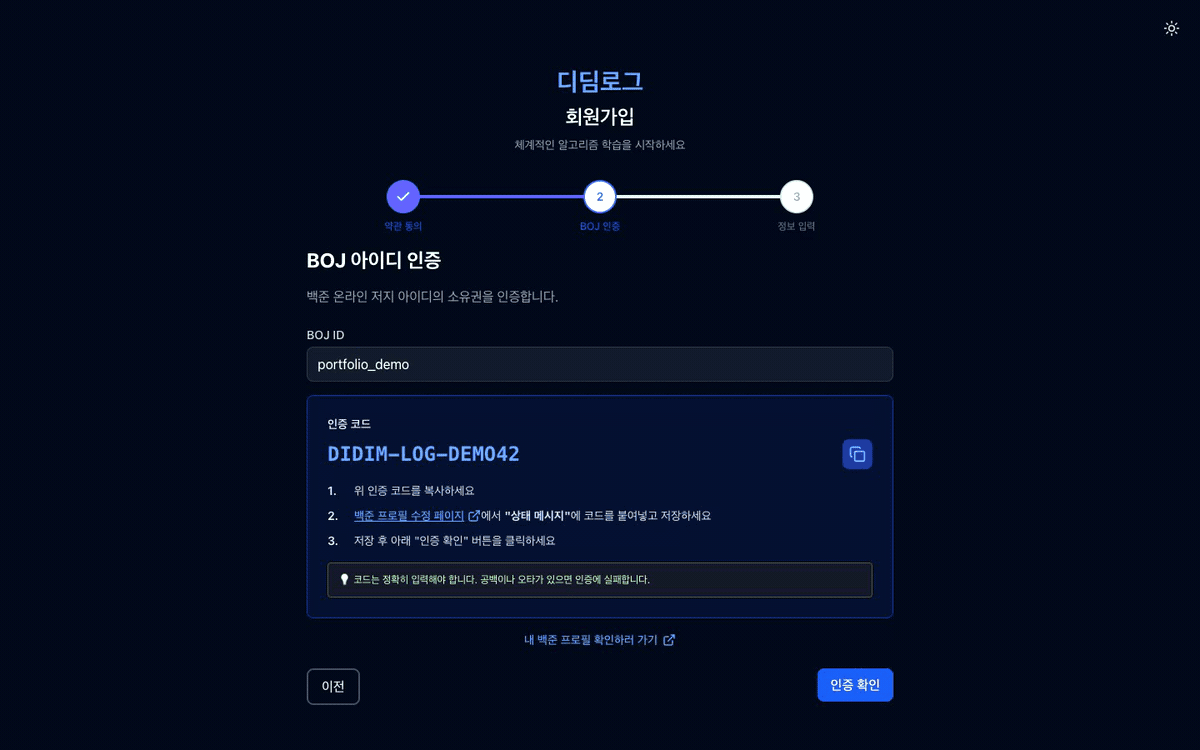 디딤로그
회원가입
체계적인 알고리즘 학습을 시작하세요
2
3
약관 동의
BOJ 인증
정보 입력
BOJ 아이디 인증
백준 온라인 저지 아이디의 소유권을 인증합니다.
BOJ ID
portfolio_demo
인증 코드
DIDIM-LOG-DEMO42
1. 위 인증 코드를 복사하세요
2. 백준 프로필 수정 페이지에서 "상태 메시지"에 코드를 붙여넣고 저장하세요
3. 저장 후 아래 "인증 확인" 버튼을 클릭하세요
💡 코드는 정확히 입력해야 합니다. 공백이나 오타가 있으면 인증에 실패합니다.
내 백준 프로필 확인하러 가기
이전
인증 확인